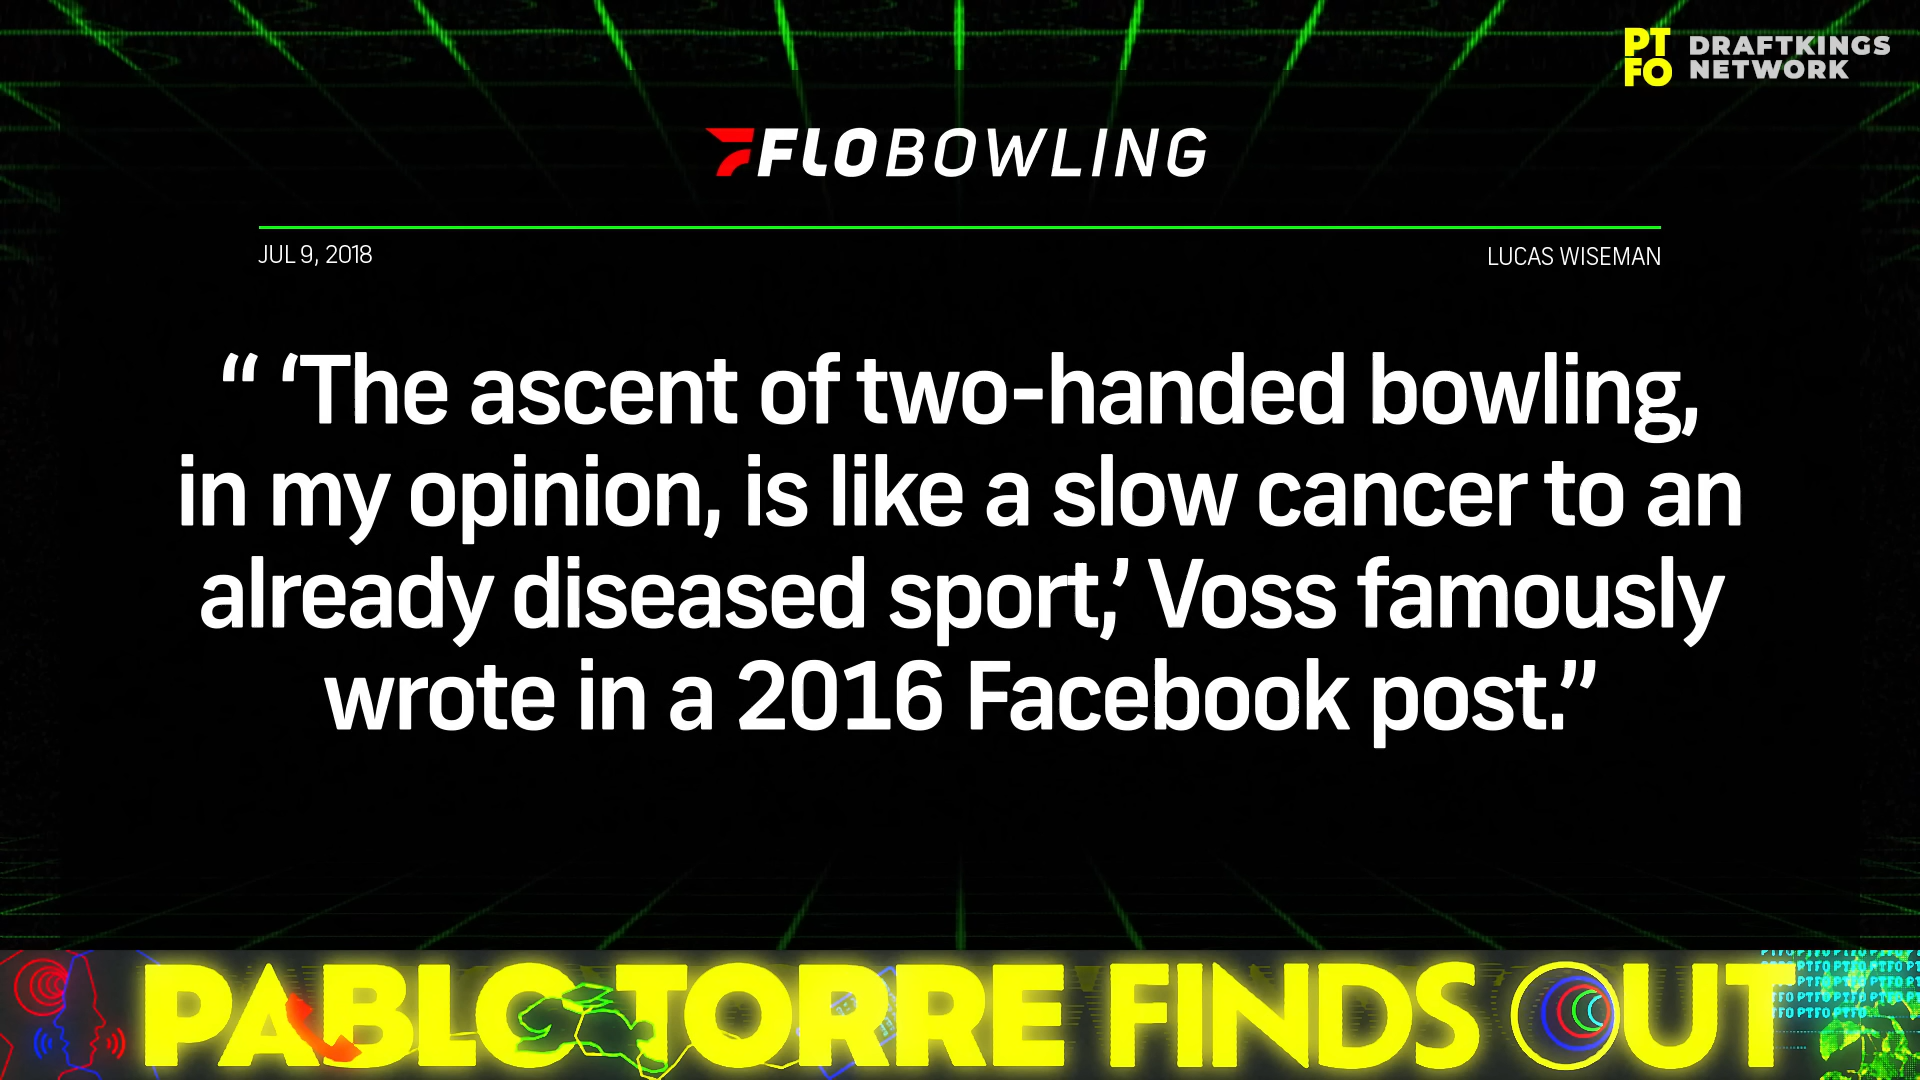 PT
FO
DRAFTKINGS
NETWORK
FLOBOWLING
JUL 9, 2018
LUCAS WISEMAN
“ ‘The ascent of two-handed bowling,
in my opinion, is like a slow cancer to an
already diseased sport,’ Voss famously
wrote in a 2016 Facebook post.”
PABLO TORRE FINDS OUT